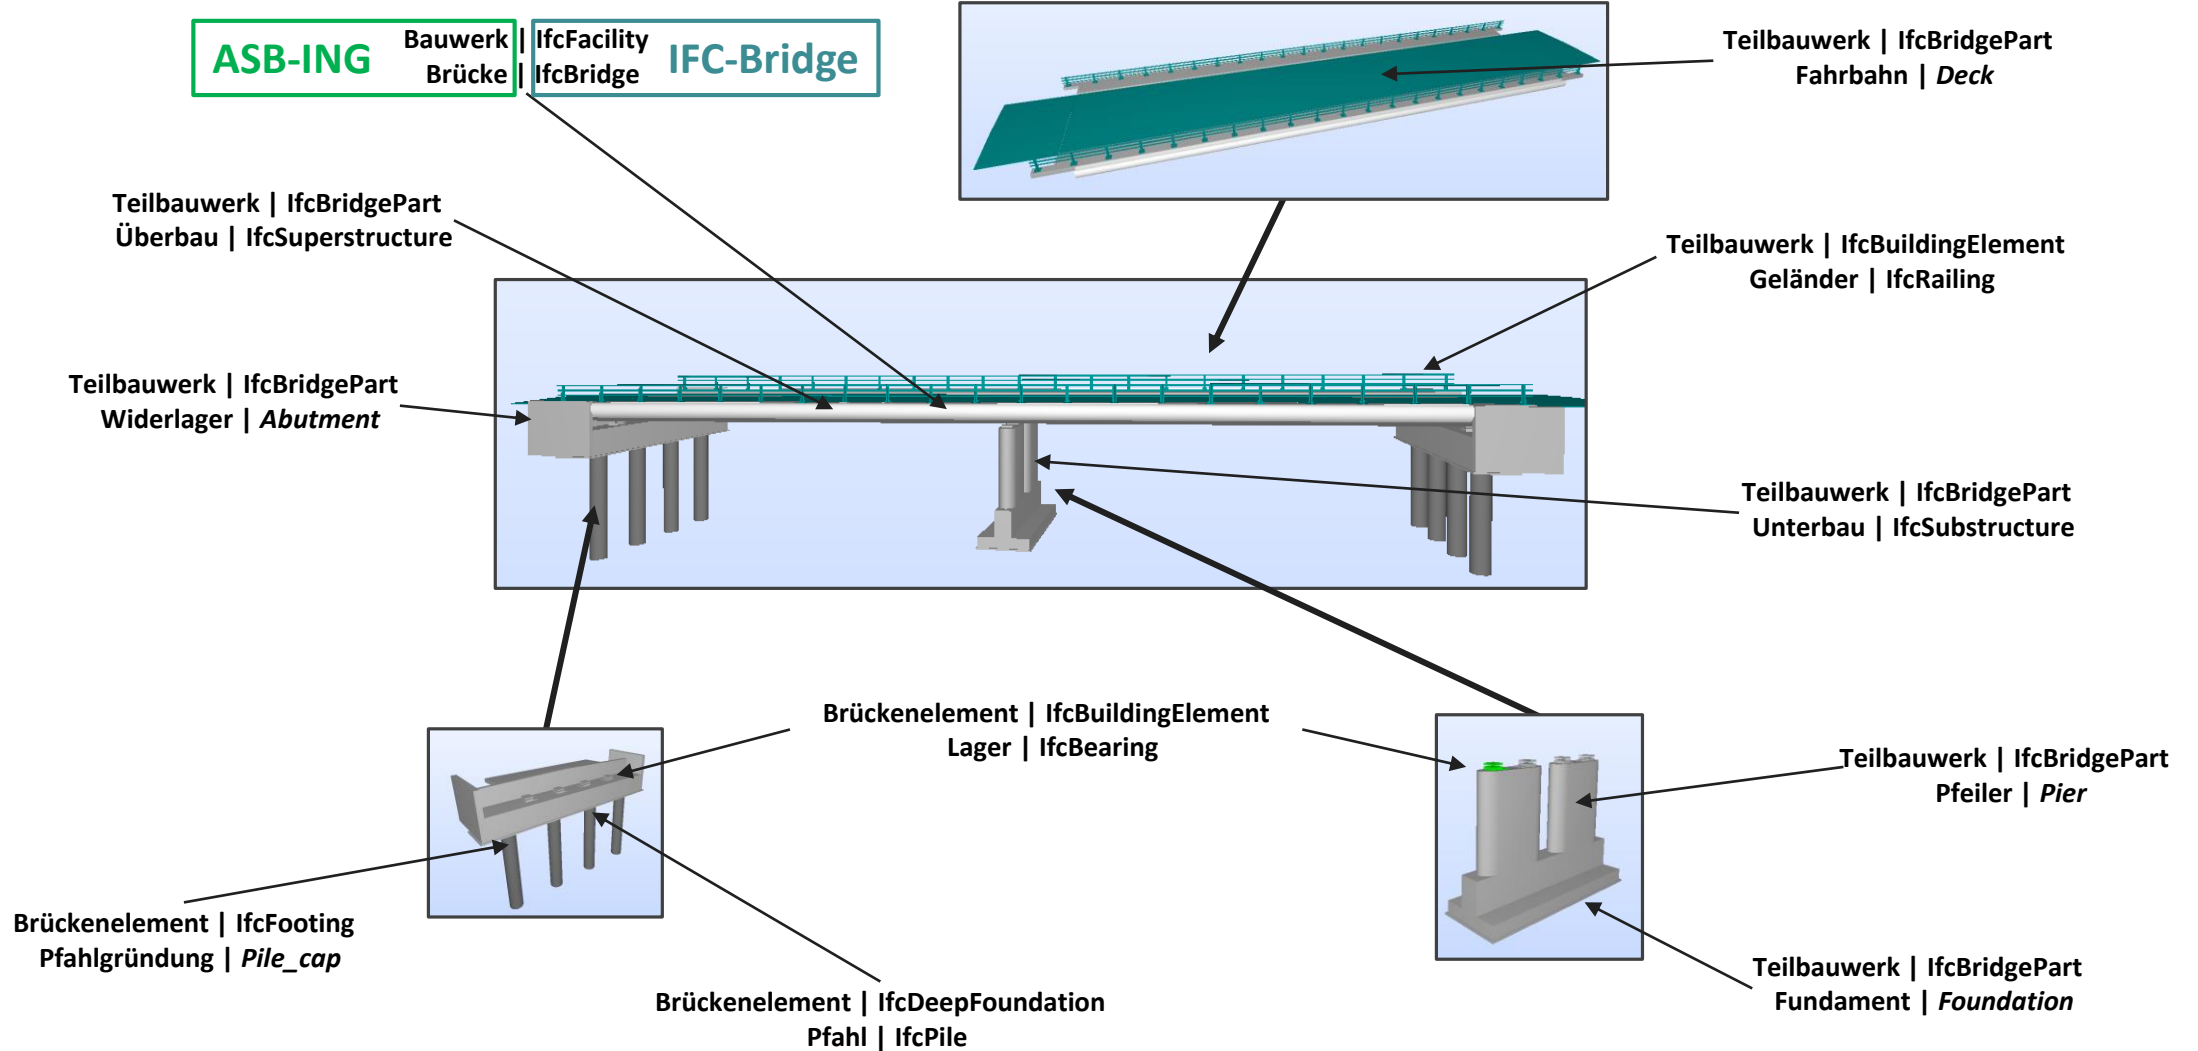 ASB-ING
Bauwerk | IfcFacility
Brücke | IfcBridge
IFC-Bridge
Teilbauwerk | IfcBridgePart
Fahrbahn | Deck
Teilbauwerk | IfcBridgePart
Überbau | IfcSuperstructure
Teilbauwerk | IfcBuildingElement
Geländer | IfcRailing
Teilbauwerk | IfcBridgePart
Widerlager | Abutment
Teilbauwerk | IfcBridgePart
Unterbau | IfcSubstructure
Brückenelement | IfcBuildingElement
Lager | IfcBearing
Teilbauwerk | IfcBridgePart
Pfeiler | Pier
Brückenelement | IfcFooting
Pfahlgründung | Pile_cap
Brückenelement | IfcDeepFoundation
Pfahl | IfcPile
Teilbauwerk | IfcBridgePart
Fundament | Foundation